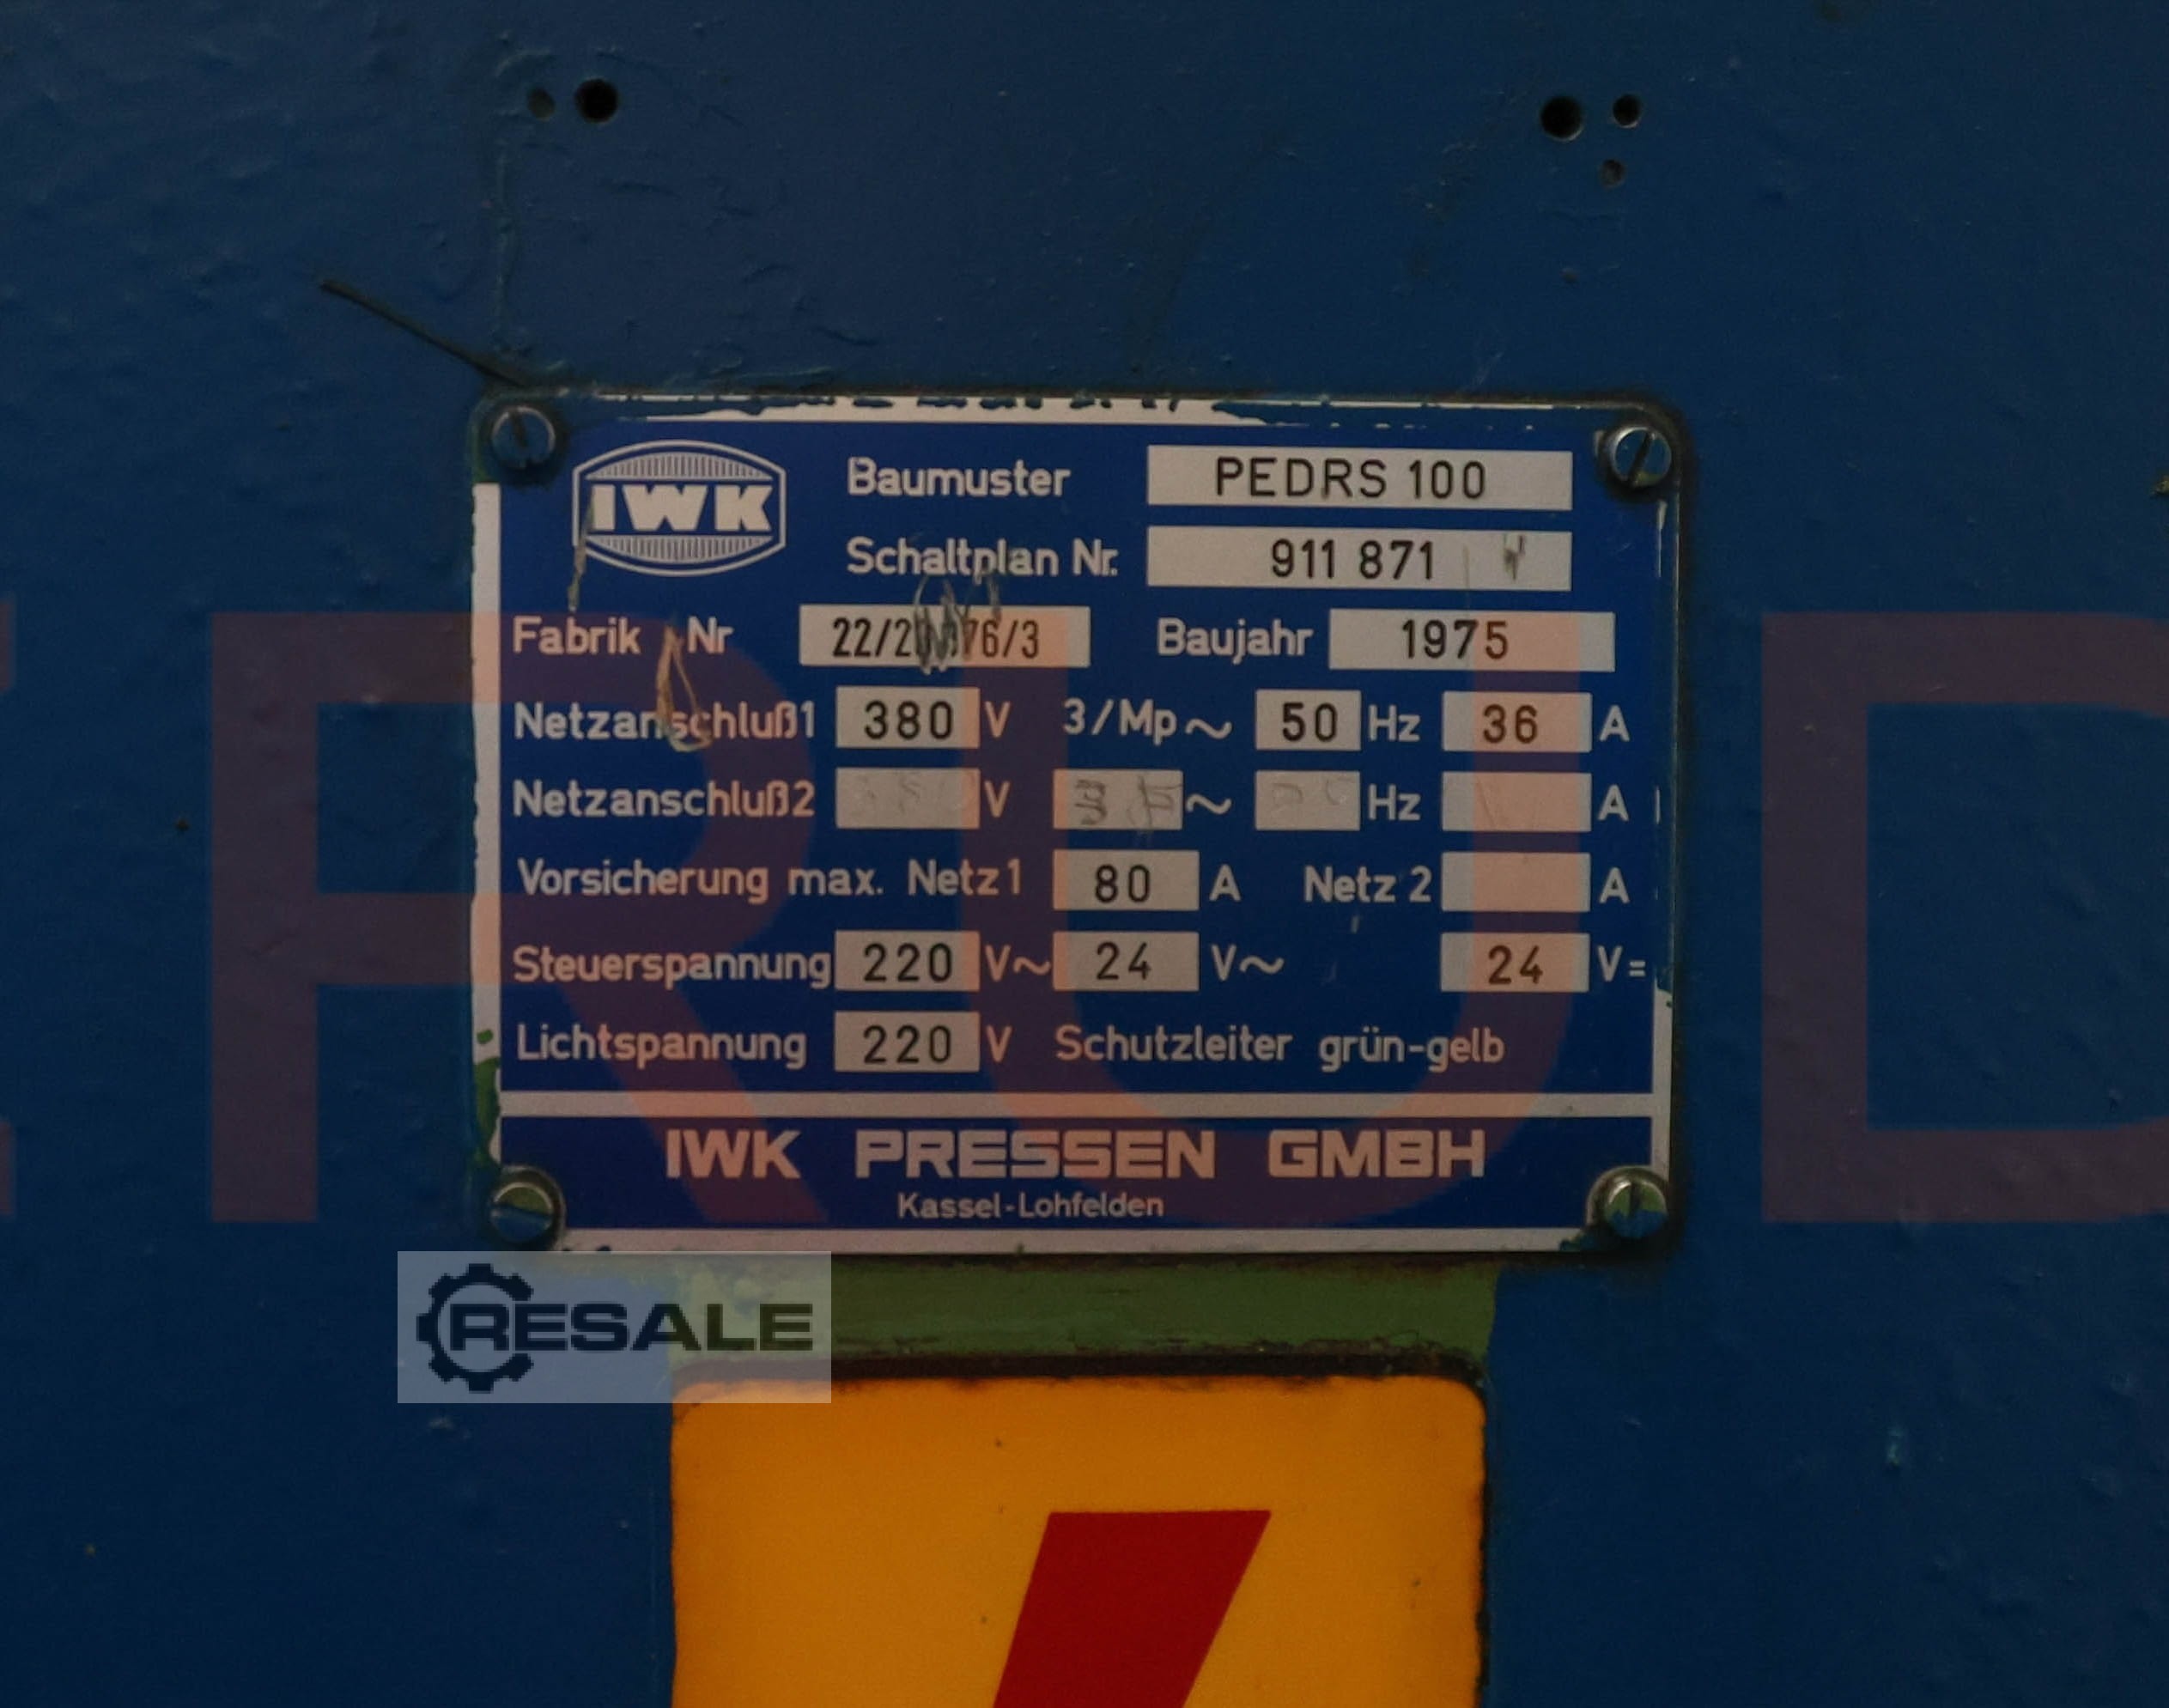 IWK
Baumuster PEDRS 100
Schaltplan Nr. 911 871
Fabrik Nr
Baujahr 1975
Netzanschluß1 380 V 3/Mp~ 50 Hz 36 A
Netzanschluß2 V ~ Hz A
Vorsicherung max. Netz1 80 A Netz 2 A
Steuerspannung 220 V~ 24 V~ 24 V=
Lichtspannung 220 V Schutzleiter grün-gelb
IWK PRESSEN GMBH
Kassel-Lohfelden
RESALE